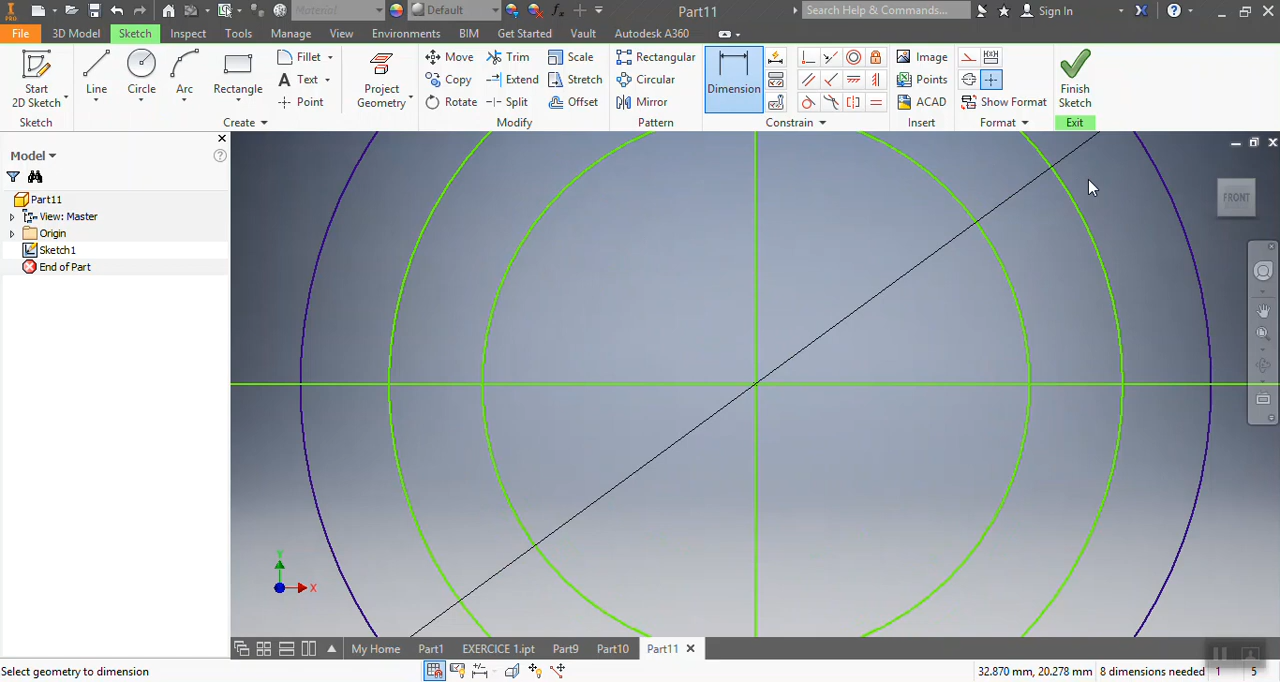 PRO
Material
Default
Part11
Search Help & Commands...
Sign In
File
3D Model
Sketch
Inspect
Tools
Manage
View
Environments
BIM
Get Started
Vault
Autodesk A360
Start
2D Sketch
Line
Circle
Arc
Rectangle
Fillet
Text
Point
Project
Geometry
Move
Copy
Rotate
Trim
Extend
Split
Scale
Stretch
Offset
Rectangular
Circular
Mirror
Dimension
Image
Points
ACAD
Show Format
Finish
Sketch
Sketch
Create
Modify
Pattern
Constrain
Insert
Format
Exit
Model
Part11
View: Master
Origin
Sketch1
End of Part
FRONT
Y
X
My Home
Part1
EXERCICE 1.ipt
Part9
Part10
Part11
Select geometry to dimension
32.870 mm, 20.278 mm
8 dimensions needed
1
5